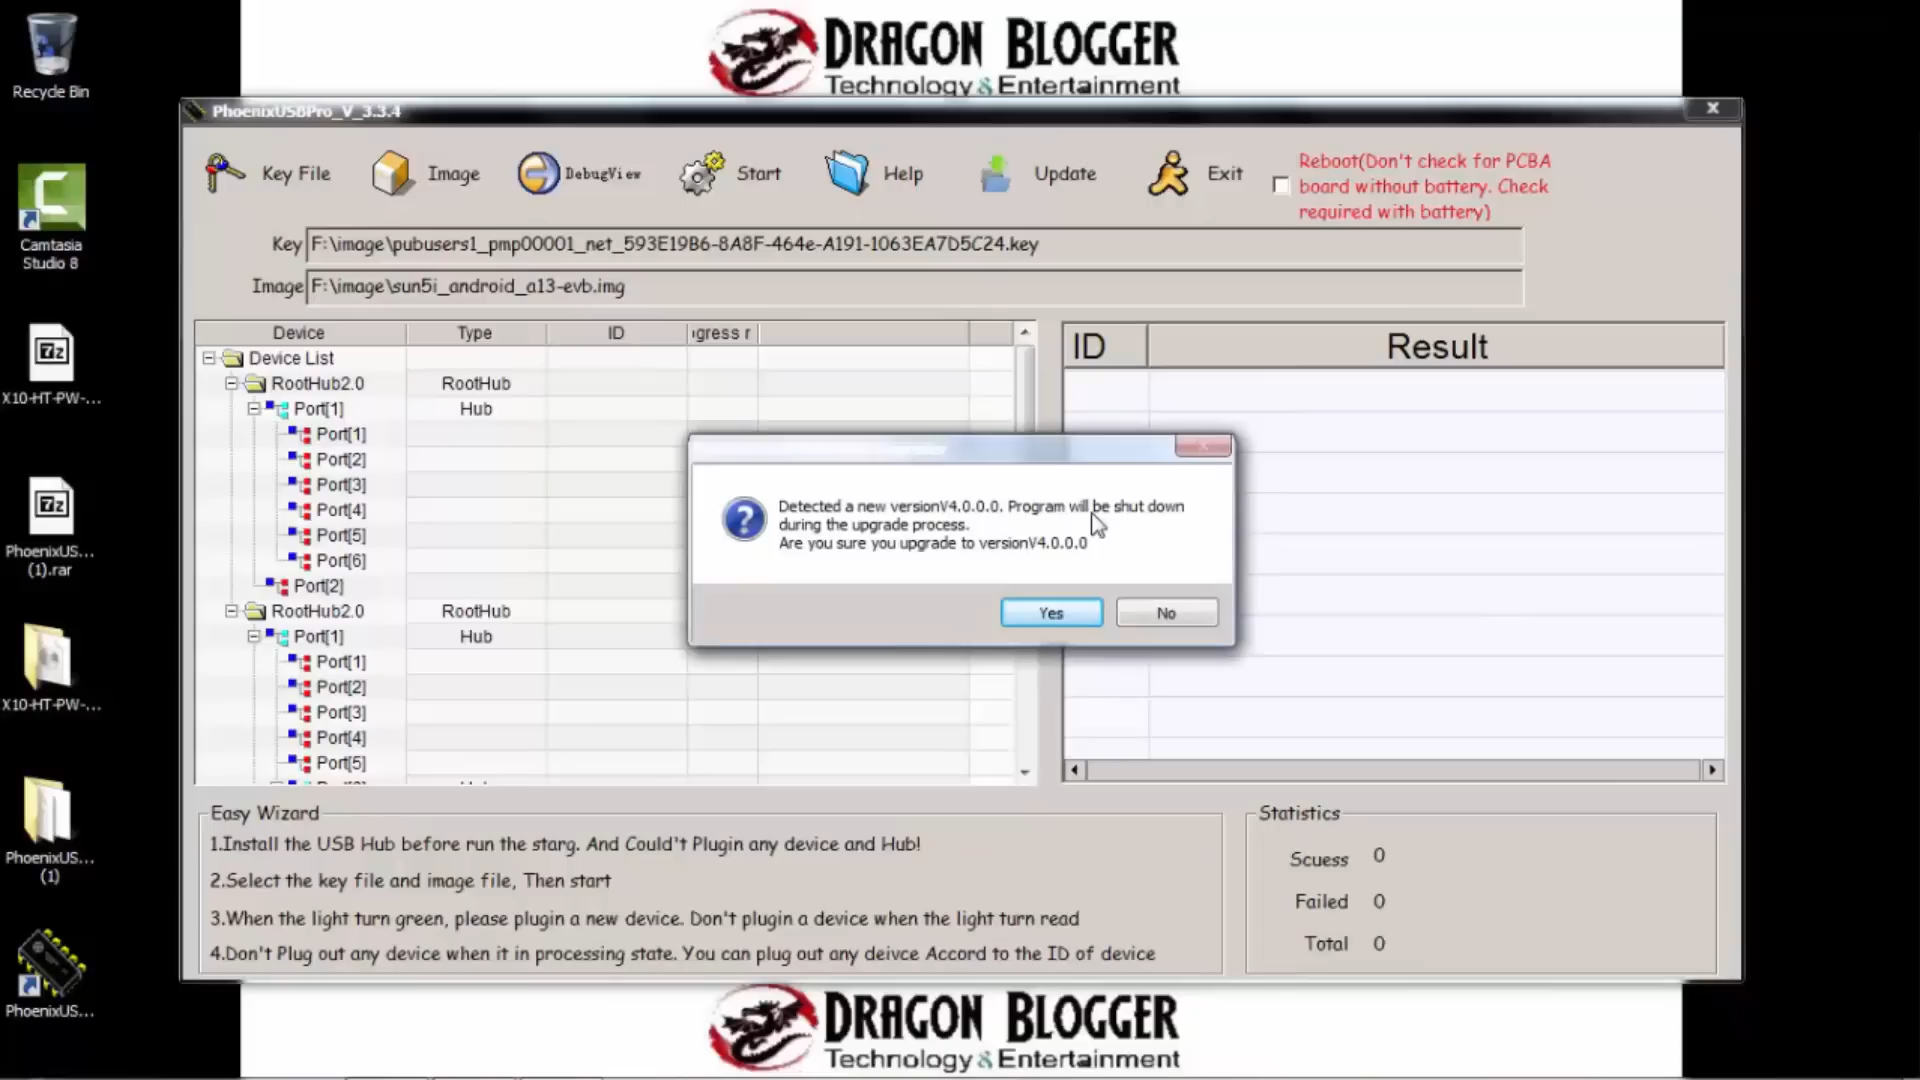 DRAGON BLOGGER
Technology & Entertainment
Recycle Bin
Camtasia
Studio 8
X10-HT-PW-...
PhoenixUS...
(1).rar
X10-HT-PW-...
PhoenixUS...
(1)
PhoenixUS...
PhoenixUSBPro_V_3.3.4
Key File
Image
DebugView
Start
Help
Update
Exit
Reboot(Don't check for PCBA
board without battery. Check
required with battery)
Key F:\image\pubusers1_pmp00001_net_593E19B6-8A8F-464e-A191-1063EA7D5C24.key
Image F:\image\sun5i_android_a13-evb.img
Device Type ID gress r
Device List
RootHub2.0 RootHub
Port[1] Hub
Port[1]
Port[2]
Port[3]
Port[4]
Port[5]
Port[6]
Port[2]
RootHub2.0 RootHub
Port[1] Hub
Port[1]
Port[2]
Port[3]
Port[4]
Port[5]
ID Result
Detected a new versionV4.0.0.0. Program will be shut down
during the upgrade process.
Are you sure you upgrade to versionV4.0.0.0
Yes No
Easy Wizard
1.Install the USB Hub before run the starg. And Could't Plugin any device and Hub!
2.Select the key file and image file, Then start
3.When the light turn green, please plugin a new device. Don't plugin a device when the light turn read
4.Don't Plug out any device when it in processing state. You can plug out any deivce Accord to the ID of device
Statistics
Scuess 0
Failed 0
Total 0
DRAGON BLOGGER
Technology & Entertainment